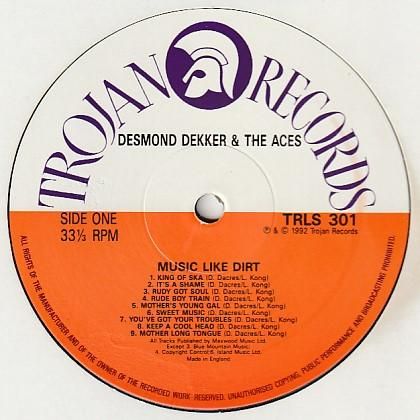 TROJAN RECORDS
DESMOND DEKKER & THE ACES
SIDE ONE
33⅓ RPM
TRLS 301
℗ & © 1992 Trojan Records
MUSIC LIKE DIRT
1. KING OF SKA (D. Dacres/L. Kong)
2. IT'S A SHAME (D. Dacres/L. Kong)
3. RUDY GOT SOUL (D. Dacres/L. Kong)
4. RUDE BOY TRAIN (D. Dacres/L. Kong)
5. MOTHER'S YOUNG GAL (D. Dacres/L. Kong)
6. SWEET MUSIC (D. Dacres/L. Kong)
7. YOU'VE GOT YOUR TROUBLES (D. Dacres/L. Kong)
8. KEEP A COOL HEAD (D. Dacres/L. Kong)
9. MOTHER LONG TONGUE (D. Dacres/L. Kong)
All Tracks Published by Maxwood Music Ltd.
Except 3. Blue Mountain Music:
4. Copyright Control:6. Island Music Ltd.
Made in England
ALL RIGHTS OF THE MANUFACTURER AND OF THE OWNER OF THE RECORDED WORK RESERVED. UNAUTHORISED COPYING, PUBLIC PERFORMANCE AND BROADCASTING PROHIBITED.